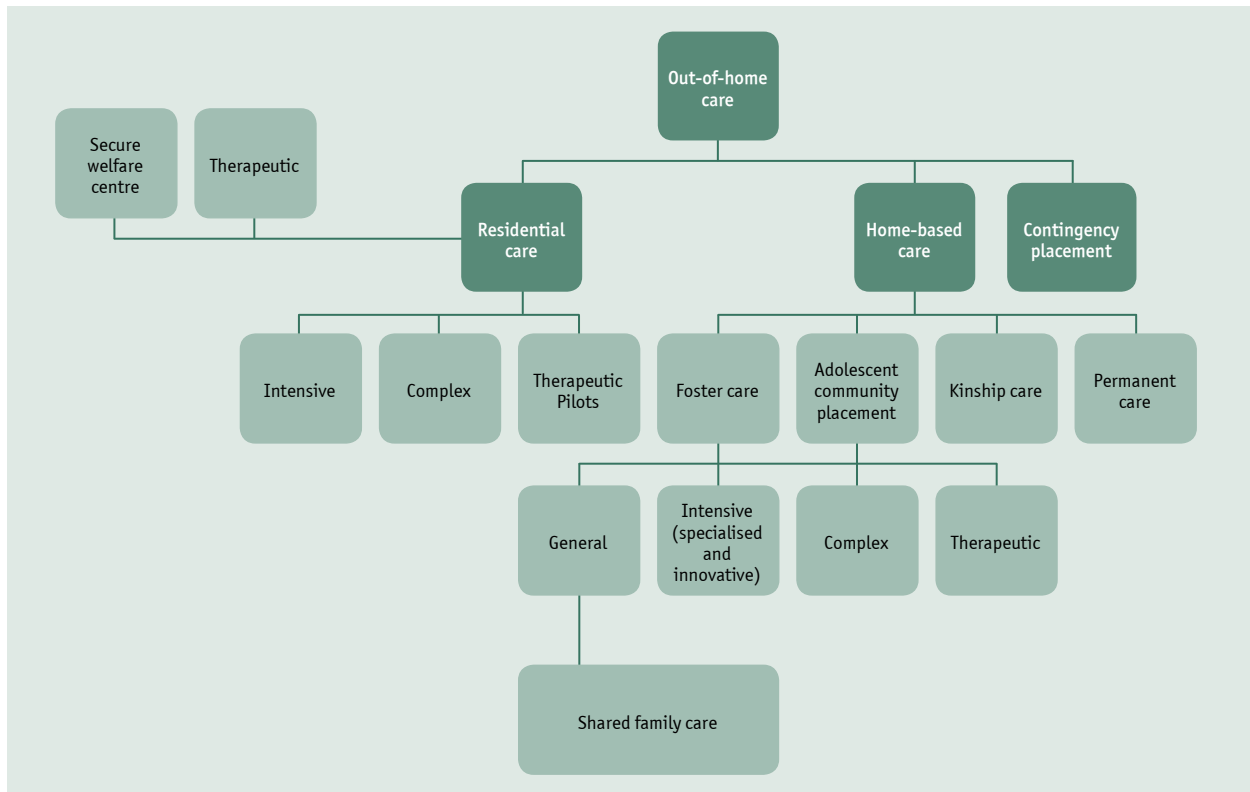 Out-of-home
care
Secure
welfare
centre
Therapeutic
Residential
care
Home-based
care
Contingency
placement
Intensive
Complex
Therapeutic
Pilots
Foster care
Adolescent
community
placement
Kinship care
Permanent
care
General
Intensive
(specialised
and
innovative)
Complex
Therapeutic
Shared family care